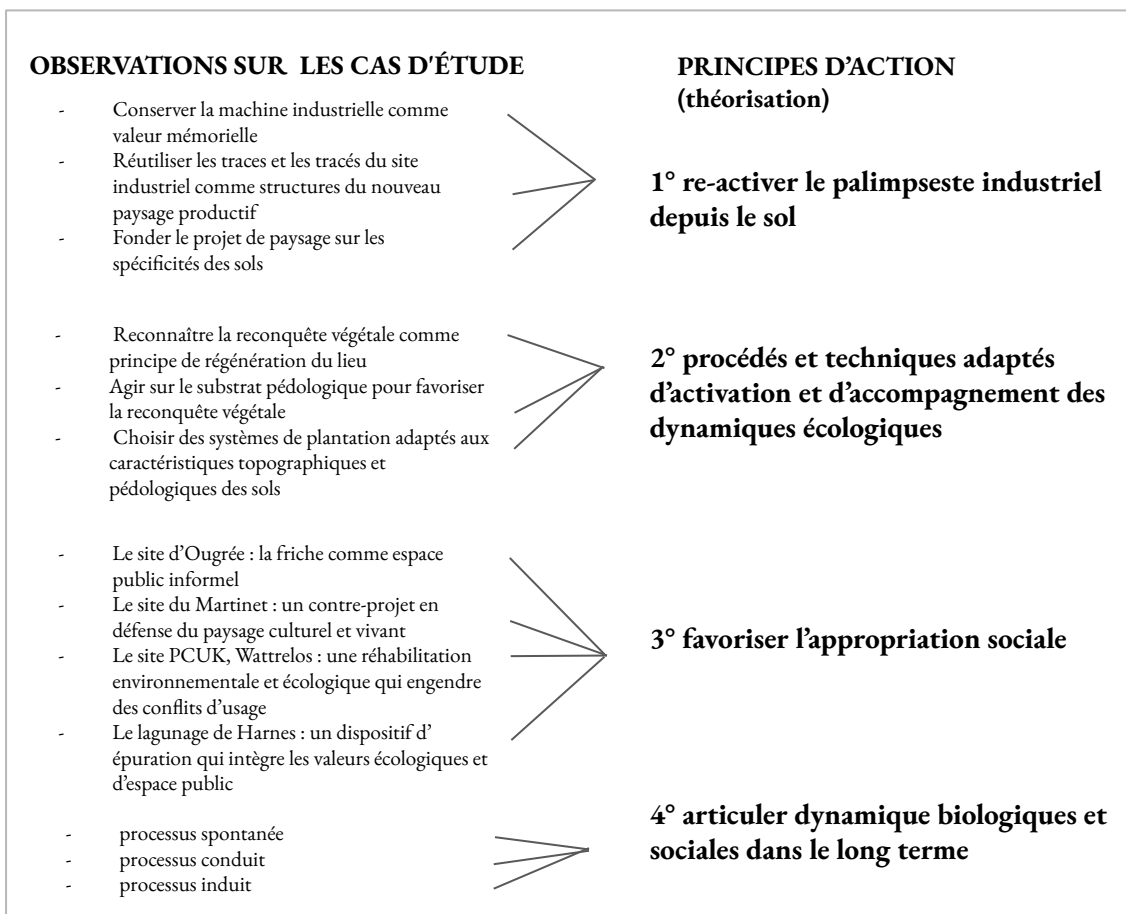 OBSERVATIONS SUR LES CAS D'ÉTUDE
- Conserver la machine industrielle comme
valeur mémorielle
- Réutiliser les traces et les tracés du site
industriel comme structures du nouveau
paysage productif
- Fonder le projet de paysage sur les
spécificités des sols
- Reconnaître la reconquête végétale comme
principe de régénération du lieu
- Agir sur le substrat pédologique pour favoriser
la reconquête végétale
- Choisir des systèmes de plantation adaptés aux
caractéristiques topographiques et
pédologiques des sols
- Le site d’Ougrée : la friche comme espace
public informel
- Le site du Martinet : un contre-projet en
défense du paysage culturel et vivant
- Le site PCUK, Wattrelos : une réhabilitation
environnementale et écologique qui engendre
des conflits d’usage
- Le lagunage de Harnes : un dispositif d’
épuration qui intègre les valeurs écologiques et
d’espace public
- processus spontanée
- processus conduit
- processus induit
PRINCIPES D’ACTION
(théorisation)
1° re-activer le palimpseste industriel
depuis le sol
2° procédés et techniques adaptés
d’activation et d’accompagnement des
dynamiques écologiques
3° favoriser l’appropriation sociale
4° articuler dynamique biologiques et
sociales dans le long terme